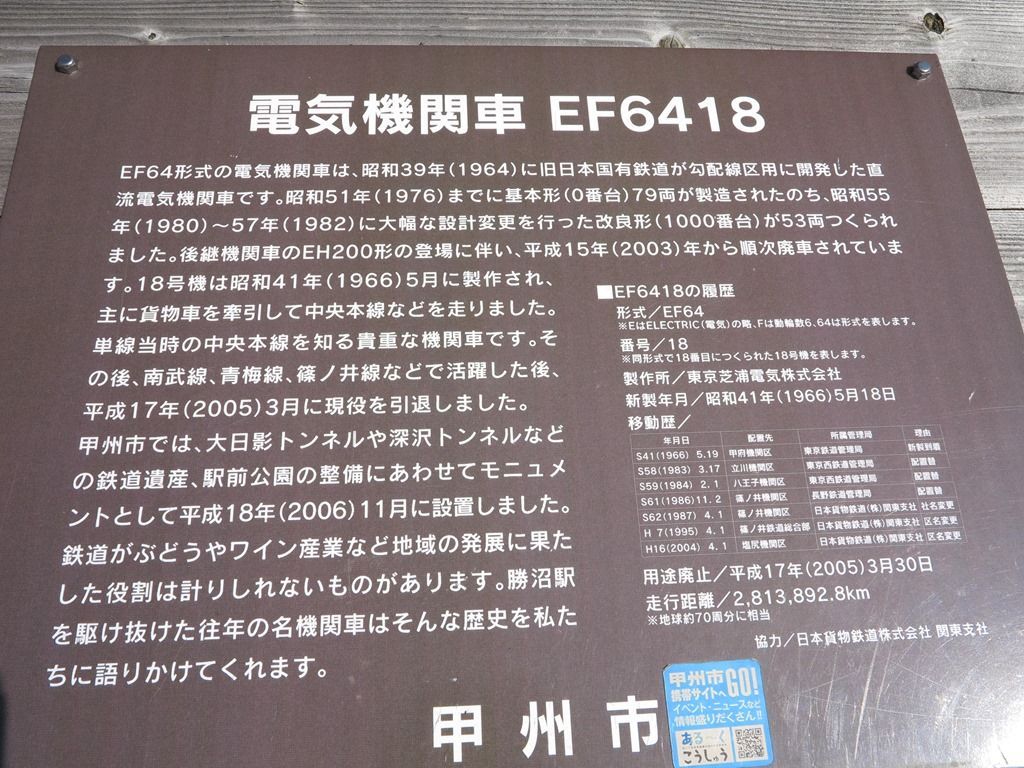 電気機関車 EF6418
EF64形式の電気機関車は、昭和39年(1964)に旧日本国有鉄道が勾配線区用に開発した直
流電気機関車です。昭和51年(1976)までに基本形(0番台)79両が製造されたのち、昭和55
年(1980)～57年(1982)に大幅な設計変更を行った改良形(1000番台)が53両つくられ
ました。後継機関車のEH200形の登場に伴い、平成15年(2003)年から順次廃車されていま
す。18号機は昭和41年(1966)5月に製作され、
主に貨物車を牽引して中央本線などを走りました。
単線当時の中央本線を知る貴重な機関車です。そ
の後、南武線、青梅線、篠ノ井線などで活躍した後、
平成17年(2005)3月に現役を引退しました。
甲州市では、大日影トンネルや深沢トンネルなど
の鉄道遺産、駅前公園の整備にあわせてモニュメ
ントとして平成18年(2006)11月に設置しました。
鉄道がぶどうやワイン産業など地域の発展に果た
した役割は計りしれないものがあります。勝沼駅
を駆け抜けた往年の名機関車はそんな歴史を私た
ちに語りかけてくれます。
■EF6418の履歴
形式／EF64
※EはELECTRIC(電気)の略、Fは動輪数6、64は形式を表します。
番号／18
※同形式で18番目につくられた18号機を表します。
製作所／東京芝浦電気株式会社
新製年月／昭和41年(1966)5月18日
移動歴／
年月日 配置先 所属管理局 理由
S41(1966) 5.19 甲府機関区 東京鉄道管理局 新製到着
S58(1983) 3.17 立川機関区 東京西鉄道管理局 配置替
S59(1984) 2. 1 八王子機関区 東京西鉄道管理局 配置替
S61(1986)11. 2 篠ノ井機関区 長野鉄道管理局 配置替
S62(1987) 4. 1 篠ノ井機関区 日本貨物鉄道(株)関東支社 社名変更
H 7(1995) 4. 1 篠ノ井鉄道総合部 日本貨物鉄道(株)関東支社 区名変更
H16(2004) 4. 1 塩尻機関区 日本貨物鉄道(株)関東支社 区名変更
用途廃止／平成17年(2005)3月30日
走行距離／2,813,892.8km
※地球約70周分に相当
協力／日本貨物鉄道株式会社 関東支社
甲州市
甲州市
携帯サイトへGO!
イベント・ニュースなど
情報盛りだくさん!!
ある～く
こうしゅう